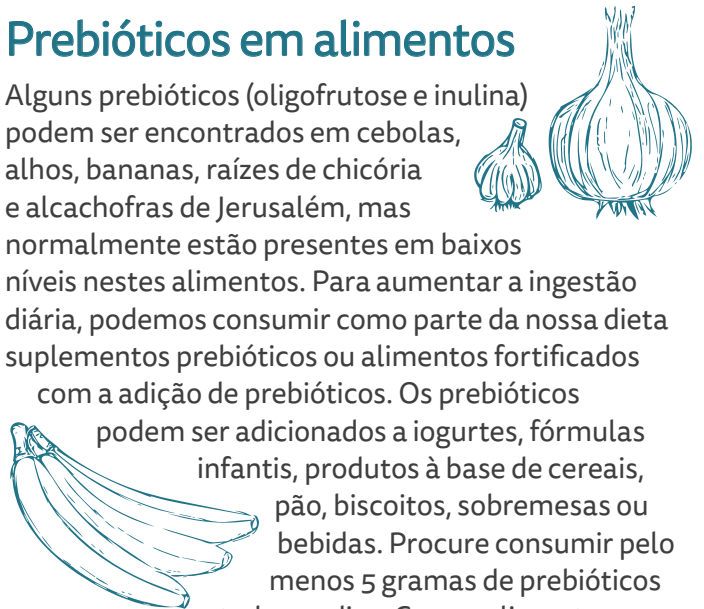 Prebióticos em alimentos
Alguns prebióticos (oligofrutose e inulina)
podem ser encontrados em cebolas,
alhos, bananas, raízes de chicória
e alcachofras de Jerusalém, mas
normalmente estão presentes em baixos
níveis nestes alimentos. Para aumentar a ingestão
diária, podemos consumir como parte da nossa dieta
suplementos prebióticos ou alimentos fortificados
com a adição de prebióticos. Os prebióticos
podem ser adicionados a iogurtes, fórmulas
infantis, produtos à base de cereais,
pão, biscoitos, sobremesas ou
bebidas. Procure consumir pelo
menos 5 gramas de prebióticos